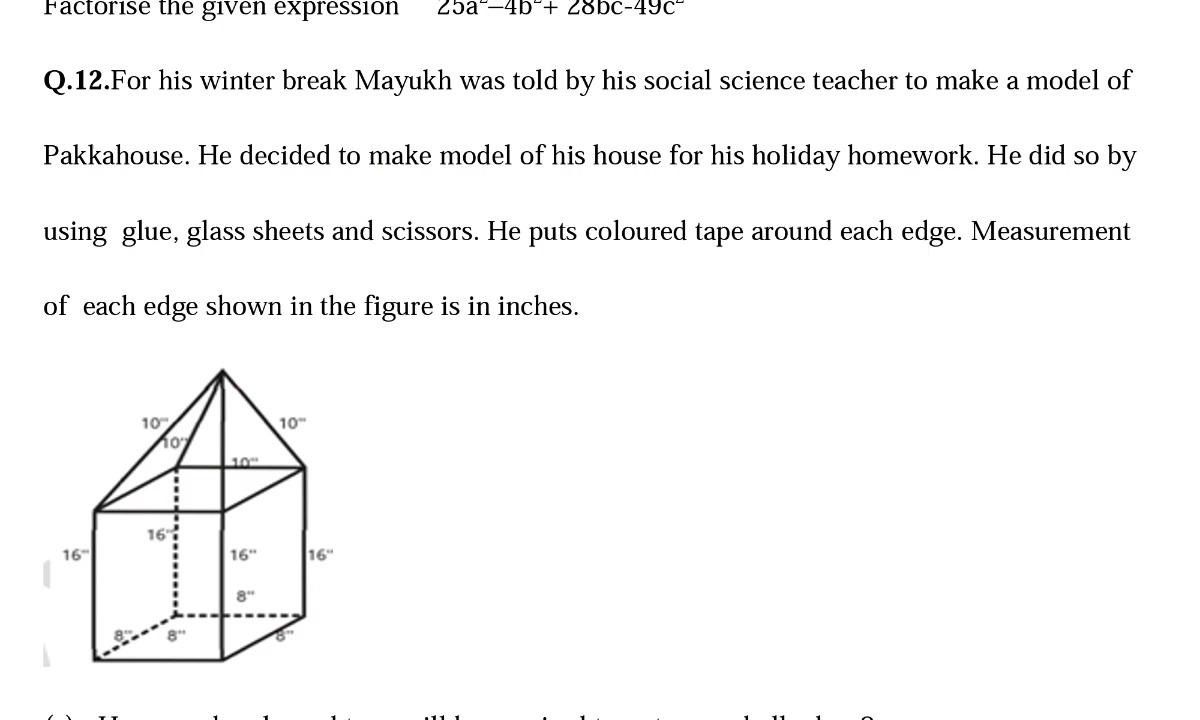 Factorise the given expression 25a²–4b²+ 28bc-49c²
Q.12.For his winter break Mayukh was told by his social science teacher to make a model of
Pakkahouse. He decided to make model of his house for his holiday homework. He did so by
using glue, glass sheets and scissors. He puts coloured tape around each edge. Measurement
of each edge shown in the figure is in inches.
10" 10"
10"
10"
16"
16" 16" 16"
8"
8" 8" 8"